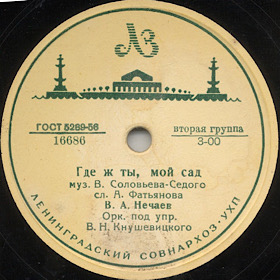 ЛЗ
ГОСТ 5289-56
16686
вторая группа
3-00
Где ж ты, мой сад
муз. В. Соловьева-Седого
сл. А. Фатьянова
В. А. Нечаев
Орк. под упр.
В. Н. Кнушевицкого
ЛЕНИНГРАДСКИЙ СОВНАРХОЗ-УХП